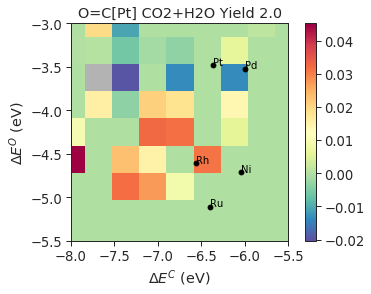 O=C[Pt] CO2+H2O Yield 2.0
−3.0
−3.5
−4.0
−4.5
−5.0
−5.5
ΔE^O (eV)
Pt
Pd
Rh
Ni
Ru
−8.0 −7.5 −7.0 −6.5 −6.0 −5.5
ΔE^C (eV)
0.04
0.03
0.02
0.01
0.00
−0.01
−0.02